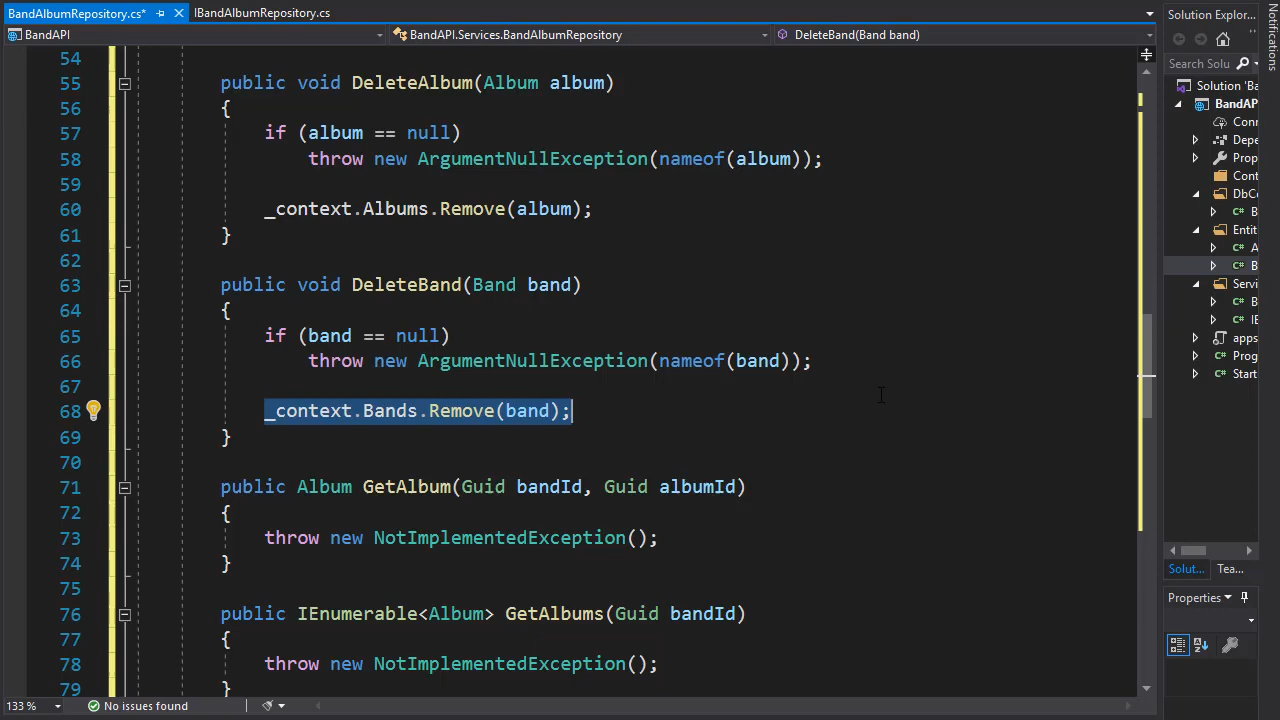 BandAlbumRepository.cs*
IBandAlbumRepository.cs
BandAPI
BandAPI.Services.BandAlbumRepository
DeleteBand(Band band)
54
55 public void DeleteAlbum(Album album)
56 {
57 if (album == null)
58 throw new ArgumentNullException(nameof(album));
59
60 _context.Albums.Remove(album);
61 }
62
63 public void DeleteBand(Band band)
64 {
65 if (band == null)
66 throw new ArgumentNullException(nameof(band));
67
68 _context.Bands.Remove(band);
69 }
70
71 public Album GetAlbum(Guid bandId, Guid albumId)
72 {
73 throw new NotImplementedException();
74 }
75
76 public IEnumerable<Album> GetAlbums(Guid bandId)
77 {
78 throw new NotImplementedException();
79 }
133 %
No issues found
Solution Explor...
Search Solu
Solution 'Ba
BandAP
Conn
Depe
Prop
Cont
DbCo
C# B
Entit
C# A
C# B
Servi
C# B
C# IE
apps
C# Prog
C# Start
Solut...
Tea...
Properties
Notifications